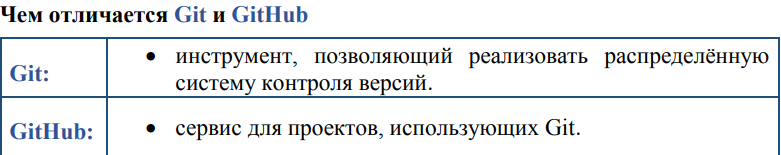 Чем отличается Git и GitHub
Git:
• инструмент, позволяющий реализовать распределённую
систему контроля версий.
GitHub:
• сервис для проектов, использующих Git.